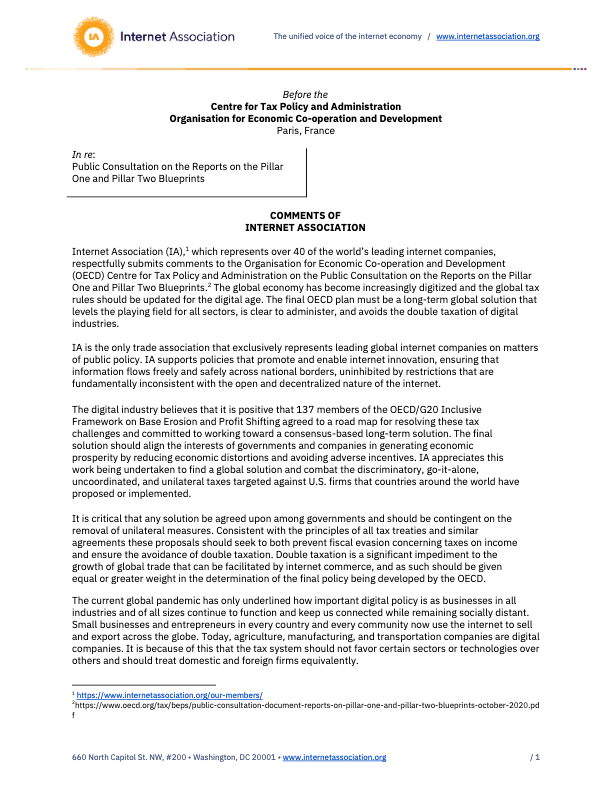 IA Internet Association The unified voice of the internet economy / www.internetassociation.org
Before the
Centre for Tax Policy and Administration
Organisation for Economic Co-operation and Development
Paris, France
In re:
Public Consultation on the Reports on the Pillar
One and Pillar Two Blueprints
COMMENTS OF
INTERNET ASSOCIATION
Internet Association (IA),1 which represents over 40 of the world's leading internet companies,
respectfully submits comments to the Organisation for Economic Co-operation and Development
(OECD) Centre for Tax Policy and Administration on the Public Consultation on the Reports on the Pillar
One and Pillar Two Blueprints.2 The global economy has become increasingly digitized and the global tax
rules should be updated for the digital age. The final OECD plan must be a long-term global solution that
levels the playing field for all sectors, is clear to administer, and avoids the double taxation of digital
industries.
IA is the only trade association that exclusively represents leading global internet companies on matters
of public policy. IA supports policies that promote and enable internet innovation, ensuring that
information flows freely and safely across national borders, uninhibited by restrictions that are
fundamentally inconsistent with the open and decentralized nature of the internet.
The digital industry believes that it is positive that 137 members of the OECD/G20 Inclusive
Framework on Base Erosion and Profit Shifting agreed to a road map for resolving these tax
challenges and committed to working toward a consensus-based long-term solution. The final
solution should align the interests of governments and companies in generating economic
prosperity by reducing economic distortions and avoiding adverse incentives. IA appreciates this
work being undertaken to find a global solution and combat the discriminatory, go-it-alone,
uncoordinated, and unilateral taxes targeted against U.S. firms that countries around the world have
proposed or implemented.
It is critical that any solution be agreed upon among governments and should be contingent on the
removal of unilateral measures. Consistent with the principles of all tax treaties and similar
agreements these proposals should seek to both prevent fiscal evasion concerning taxes on income
and ensure the avoidance of double taxation. Double taxation is a significant impediment to the
growth of global trade that can be facilitated by internet commerce, and as such should be given
equal or greater weight in the determination of the final policy being developed by the OECD.
The current global pandemic has only underlined how important digital policy is as businesses in all
industries and of all sizes continue to function and keep us connected while remaining socially distant.
Small businesses and entrepreneurs in every country and every community now use the internet to sell
and export across the globe. Today, agriculture, manufacturing, and transportation companies are digital
companies. It is because of this that the tax system should not favor certain sectors or technologies over
others and should treat domestic and foreign firms equivalently.
1 https://www.internetassociation.org/our-members/
2https://www.oecd.org/tax/beps/public-consultation-document-reports-on-pillar-one-and-pillar-two-blueprints-october-2020.pd
f
660 North Capitol St. NW, #200 • Washington, DC 20001 • www.internetassociation.org / 1